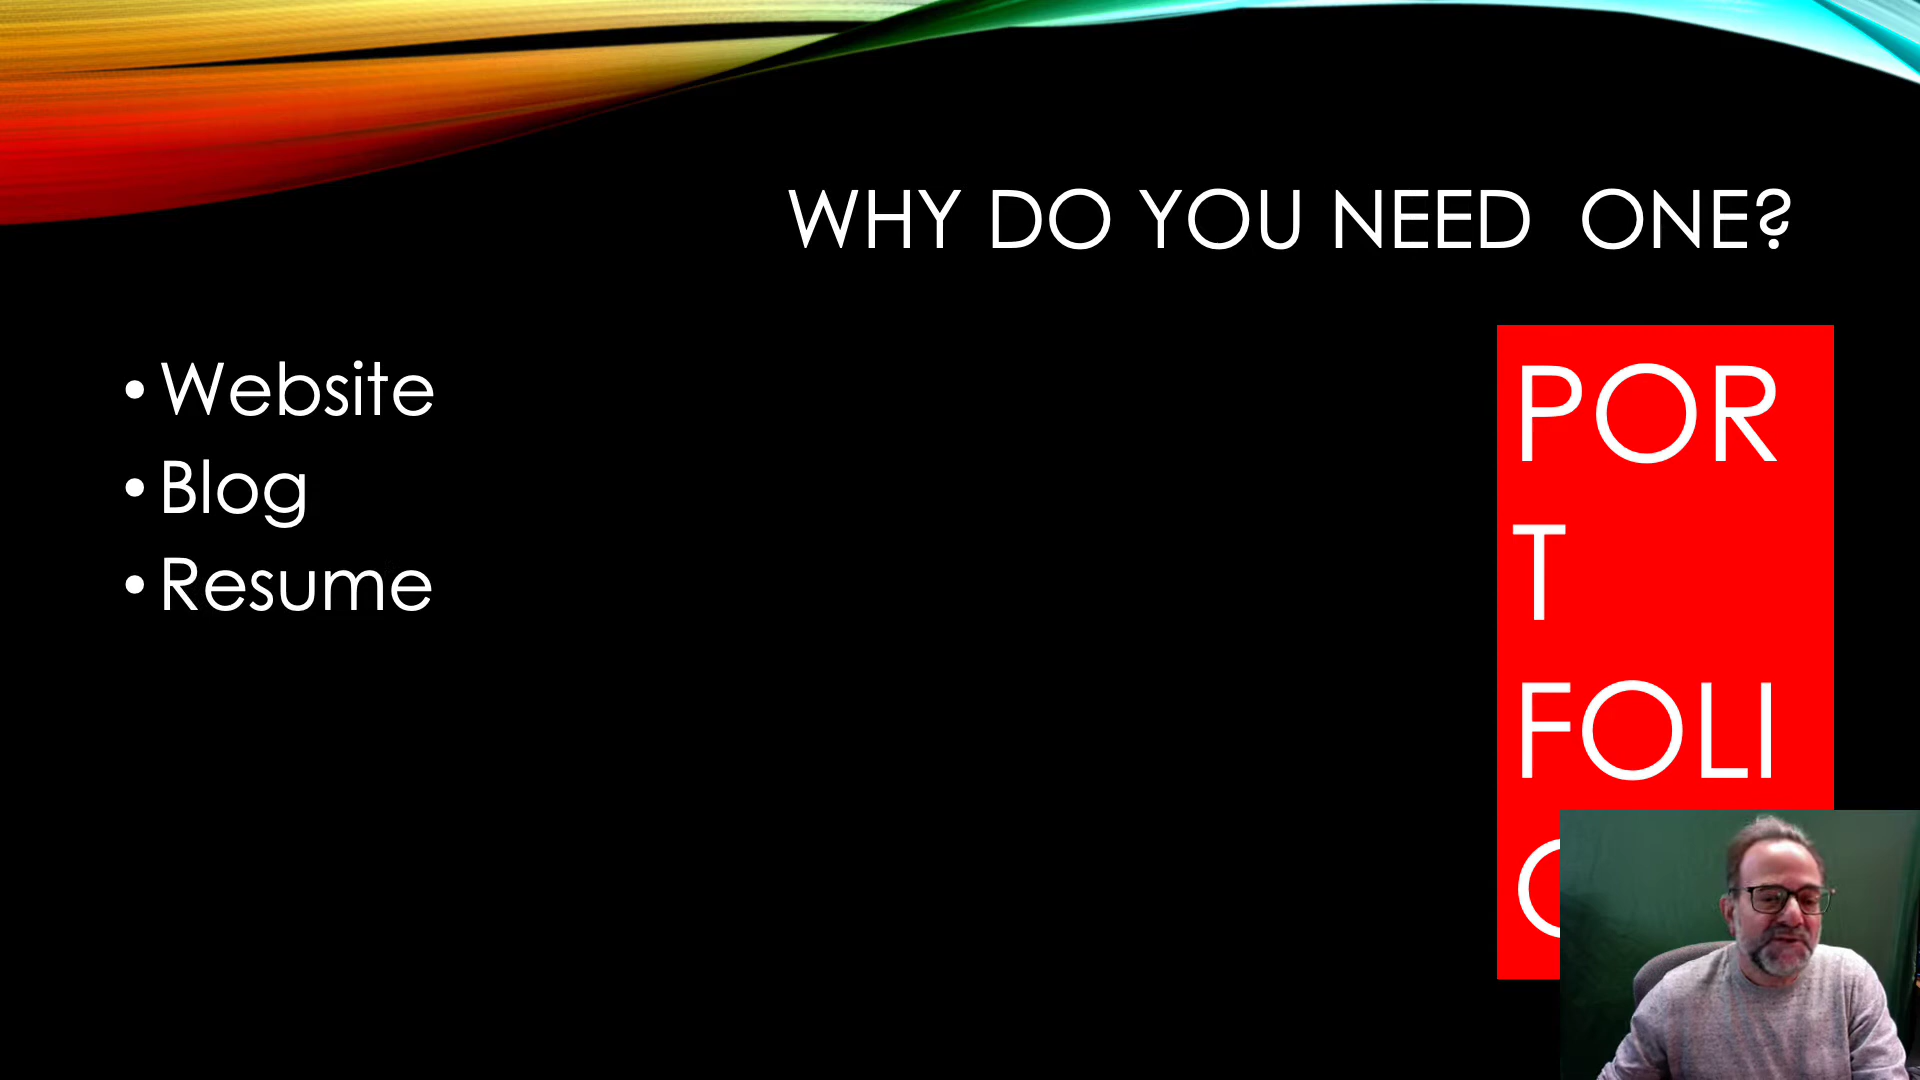 WHY DO YOU NEED  ONE?
• Website
• Blog
• Resume
POR
T
FOLI
O